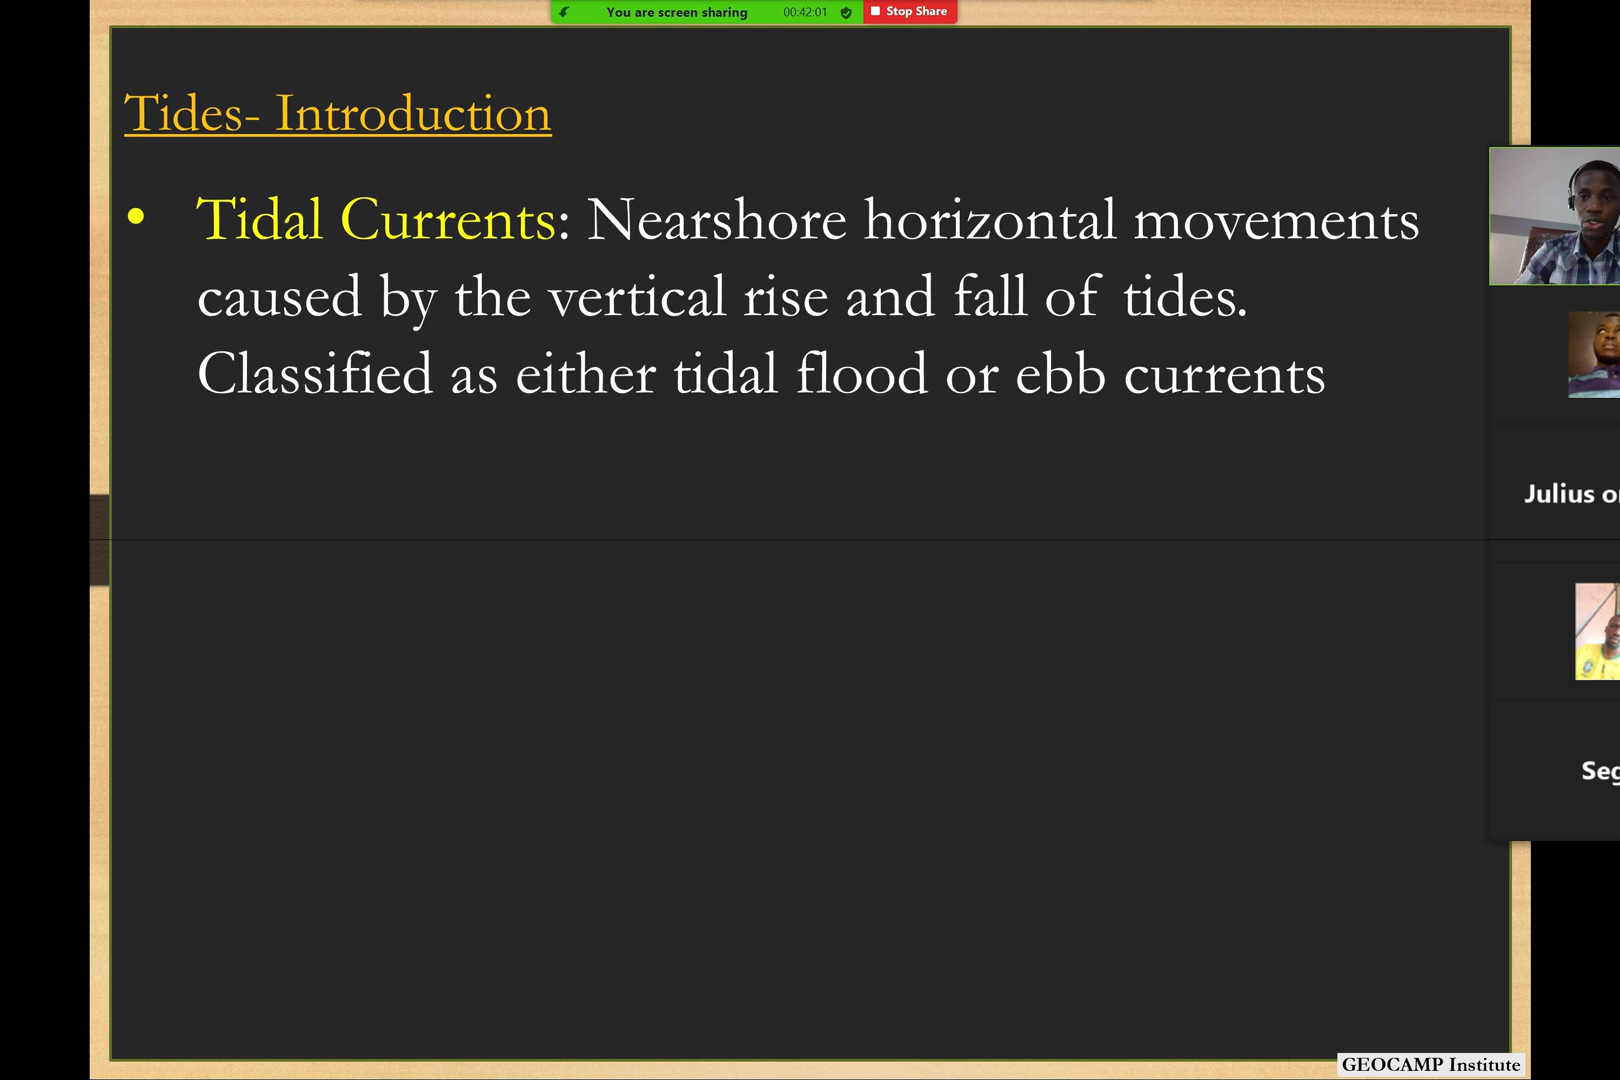 You are screen sharing 00:42:01 Stop Share
Tides- Introduction
• Tidal Currents: Nearshore horizontal movements
caused by the vertical rise and fall of tides.
Classified as either tidal flood or ebb currents
Julius
GEOCAMP Institute